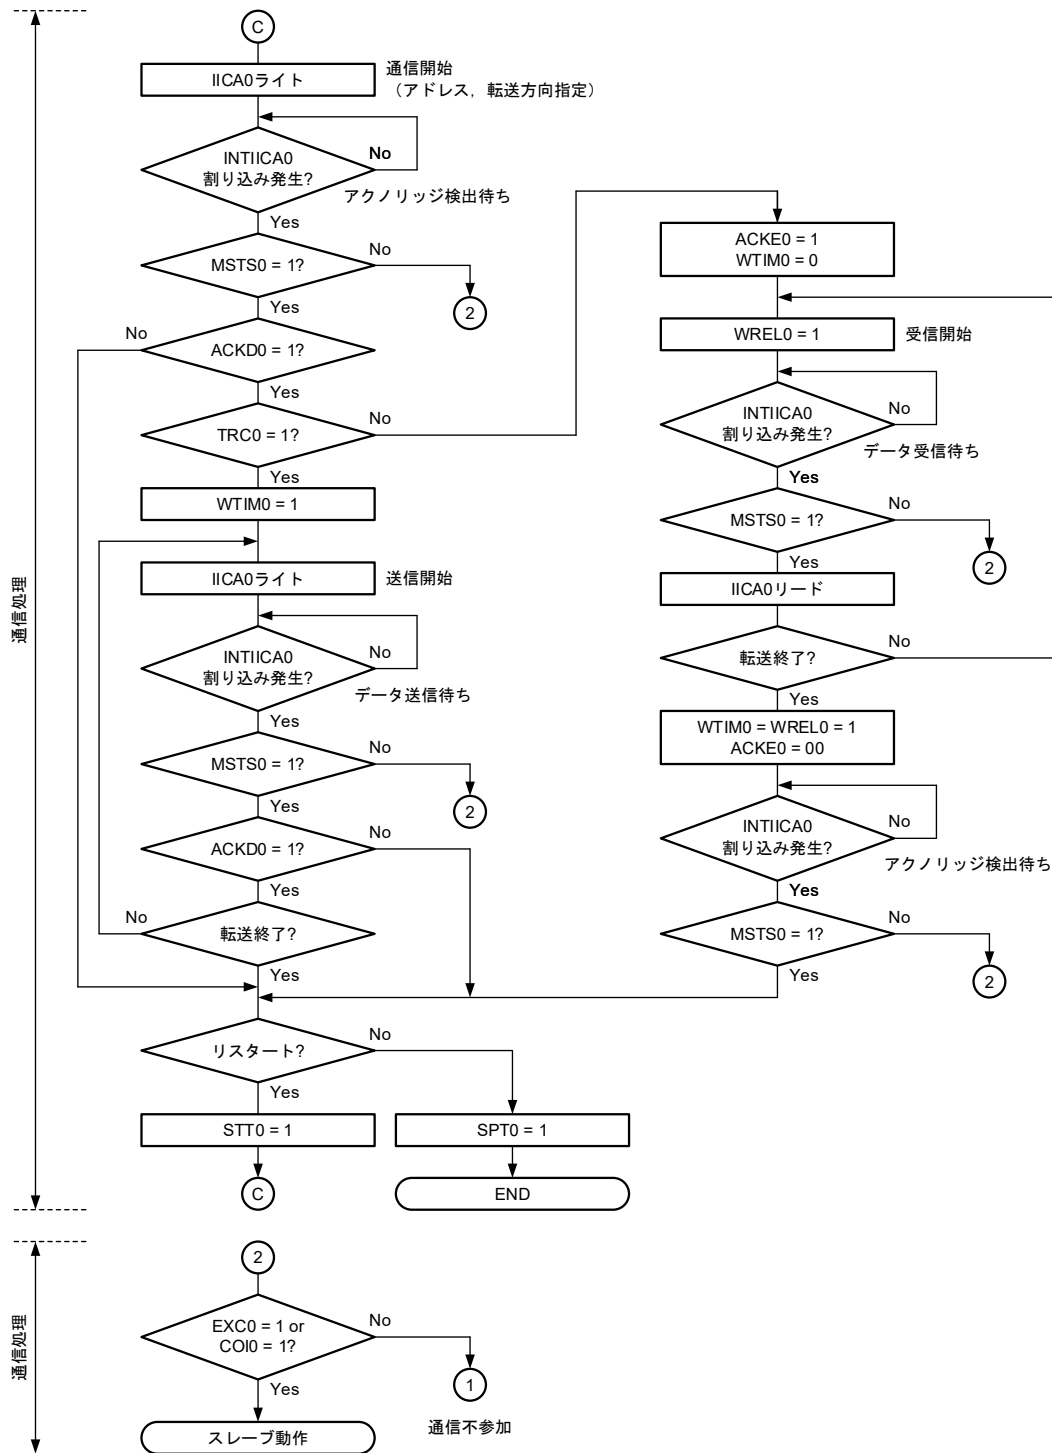 C
IICA0ライト
通信開始
（アドレス，転送方向指定）
INTIICA0
割り込み発生?
No
アクノリッジ検出待ち
Yes
MSTS0 = 1?
No
2
Yes
ACKD0 = 1?
No
Yes
TRC0 = 1?
No
Yes
WTIM0 = 1
IICA0ライト
送信開始
INTIICA0
割り込み発生?
No
データ送信待ち
Yes
MSTS0 = 1?
No
2
Yes
ACKD0 = 1?
No
Yes
転送終了?
No
Yes
リスタート?
No
Yes
STT0 = 1
SPT0 = 1
C
END
ACKE0 = 1
WTIM0 = 0
WREL0 = 1
受信開始
INTIICA0
割り込み発生?
No
データ受信待ち
Yes
MSTS0 = 1?
No
2
Yes
IICA0リード
転送終了?
No
Yes
WTIM0 = WREL0 = 1
ACKE0 = 00
INTIICA0
割り込み発生?
No
アクノリッジ検出待ち
Yes
MSTS0 = 1?
No
2
Yes
通信処理
2
EXC0 = 1 or
COI0 = 1?
No
1
通信不参加
Yes
スレーブ動作
通信処理